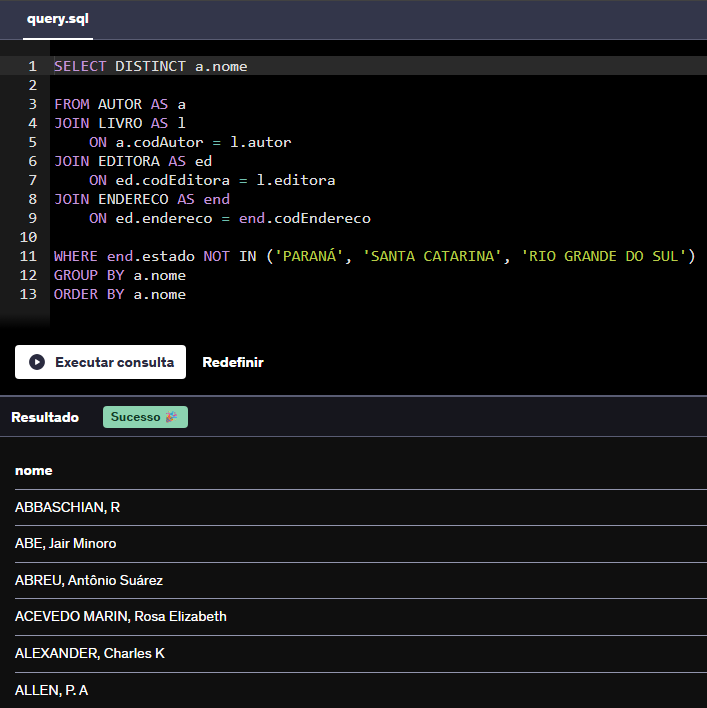 query.sql
1 SELECT DISTINCT a.nome
2
3 FROM AUTOR AS a
4 JOIN LIVRO AS l
5     ON a.codAutor = l.autor
6 JOIN EDITORA AS ed
7     ON ed.codEditora = l.editora
8 JOIN ENDERECO AS end
9     ON ed.endereco = end.codEndereco
10
11 WHERE end.estado NOT IN ('PARANÁ', 'SANTA CATARINA', 'RIO GRANDE DO SUL')
12 GROUP BY a.nome
13 ORDER BY a.nome
Executar consulta Redefinir
Resultado Sucesso 🎉
nome
ABBASCHIAN, R
ABE, Jair Minoro
ABREU, Antônio Suárez
ACEVEDO MARIN, Rosa Elizabeth
ALEXANDER, Charles K
ALLEN, P. A